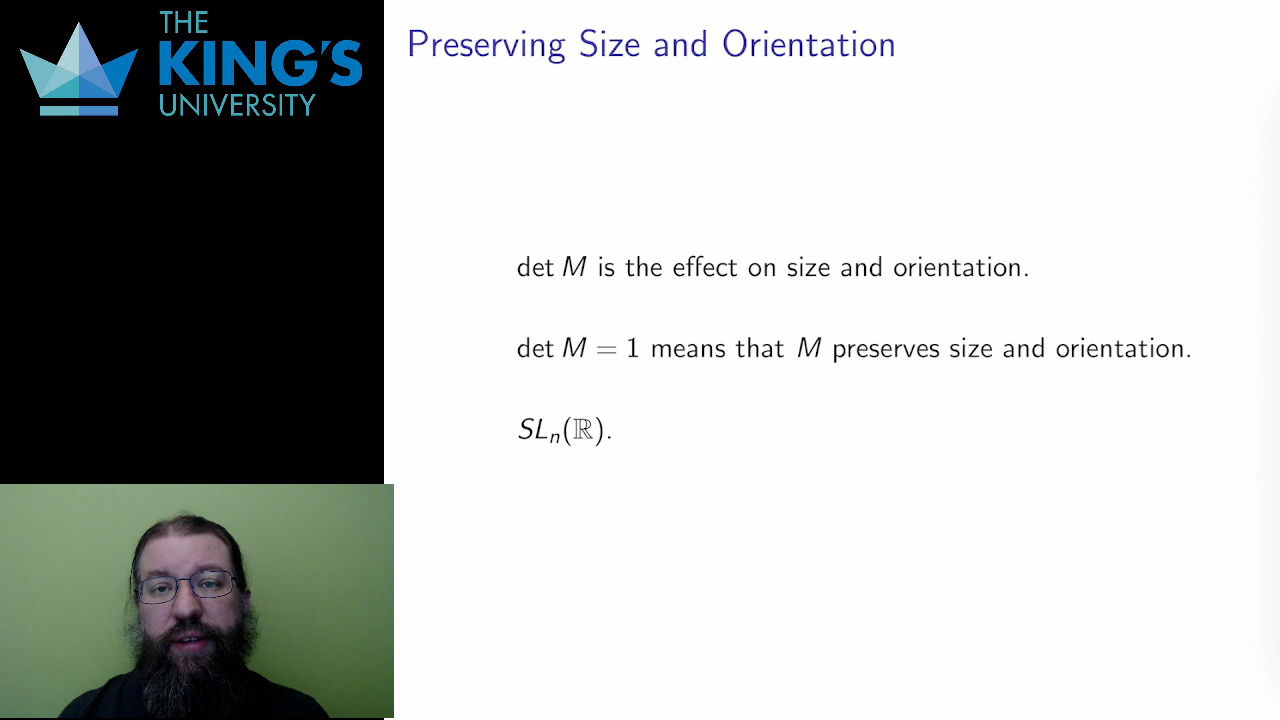 THE
KING'S
UNIVERSITY
Preserving Size and Orientation
det M is the effect on size and orientation.
det M = 1 means that M preserves size and orientation.
SLₙ(ℝ).